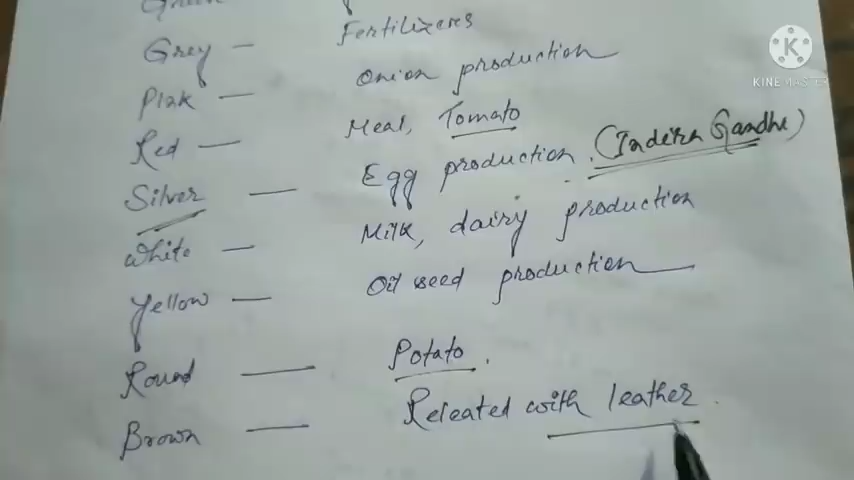 Grey — Fertilizers
Pink — Onion production
Red — Meat, Tomato
Silver — Egg production. (Indira Gandhi)
White — Milk, dairy production
Yellow — Oil seed production
Round — Potato.
Brown — Releated with leather.
K
KINEMASTER